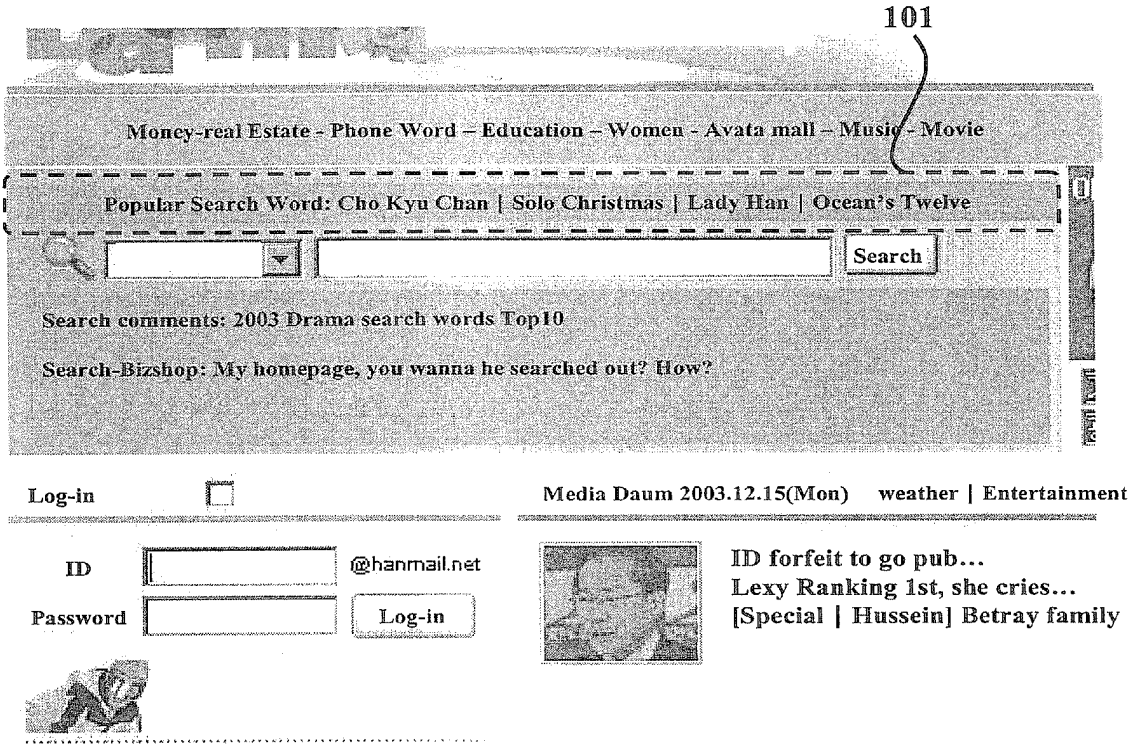 101
Money-real Estate - Phone Word – Education – Women - Avata mall – Music - Movie
Popular Search Word: Cho Kyu Chan | Solo Christmas | Lady Han | Ocean's Twelve
Search
Search comments: 2003 Drama search words Top10
Search-Bizshop: My homepage, you wanna he searched out? How?
Log-in
Media Daum 2003.12.15(Mon) weather | Entertainment
ID @hanmail.net
Password Log-in
ID forfeit to go pub...
Lexy Ranking 1st, she cries...
[Special | Hussein] Betray family